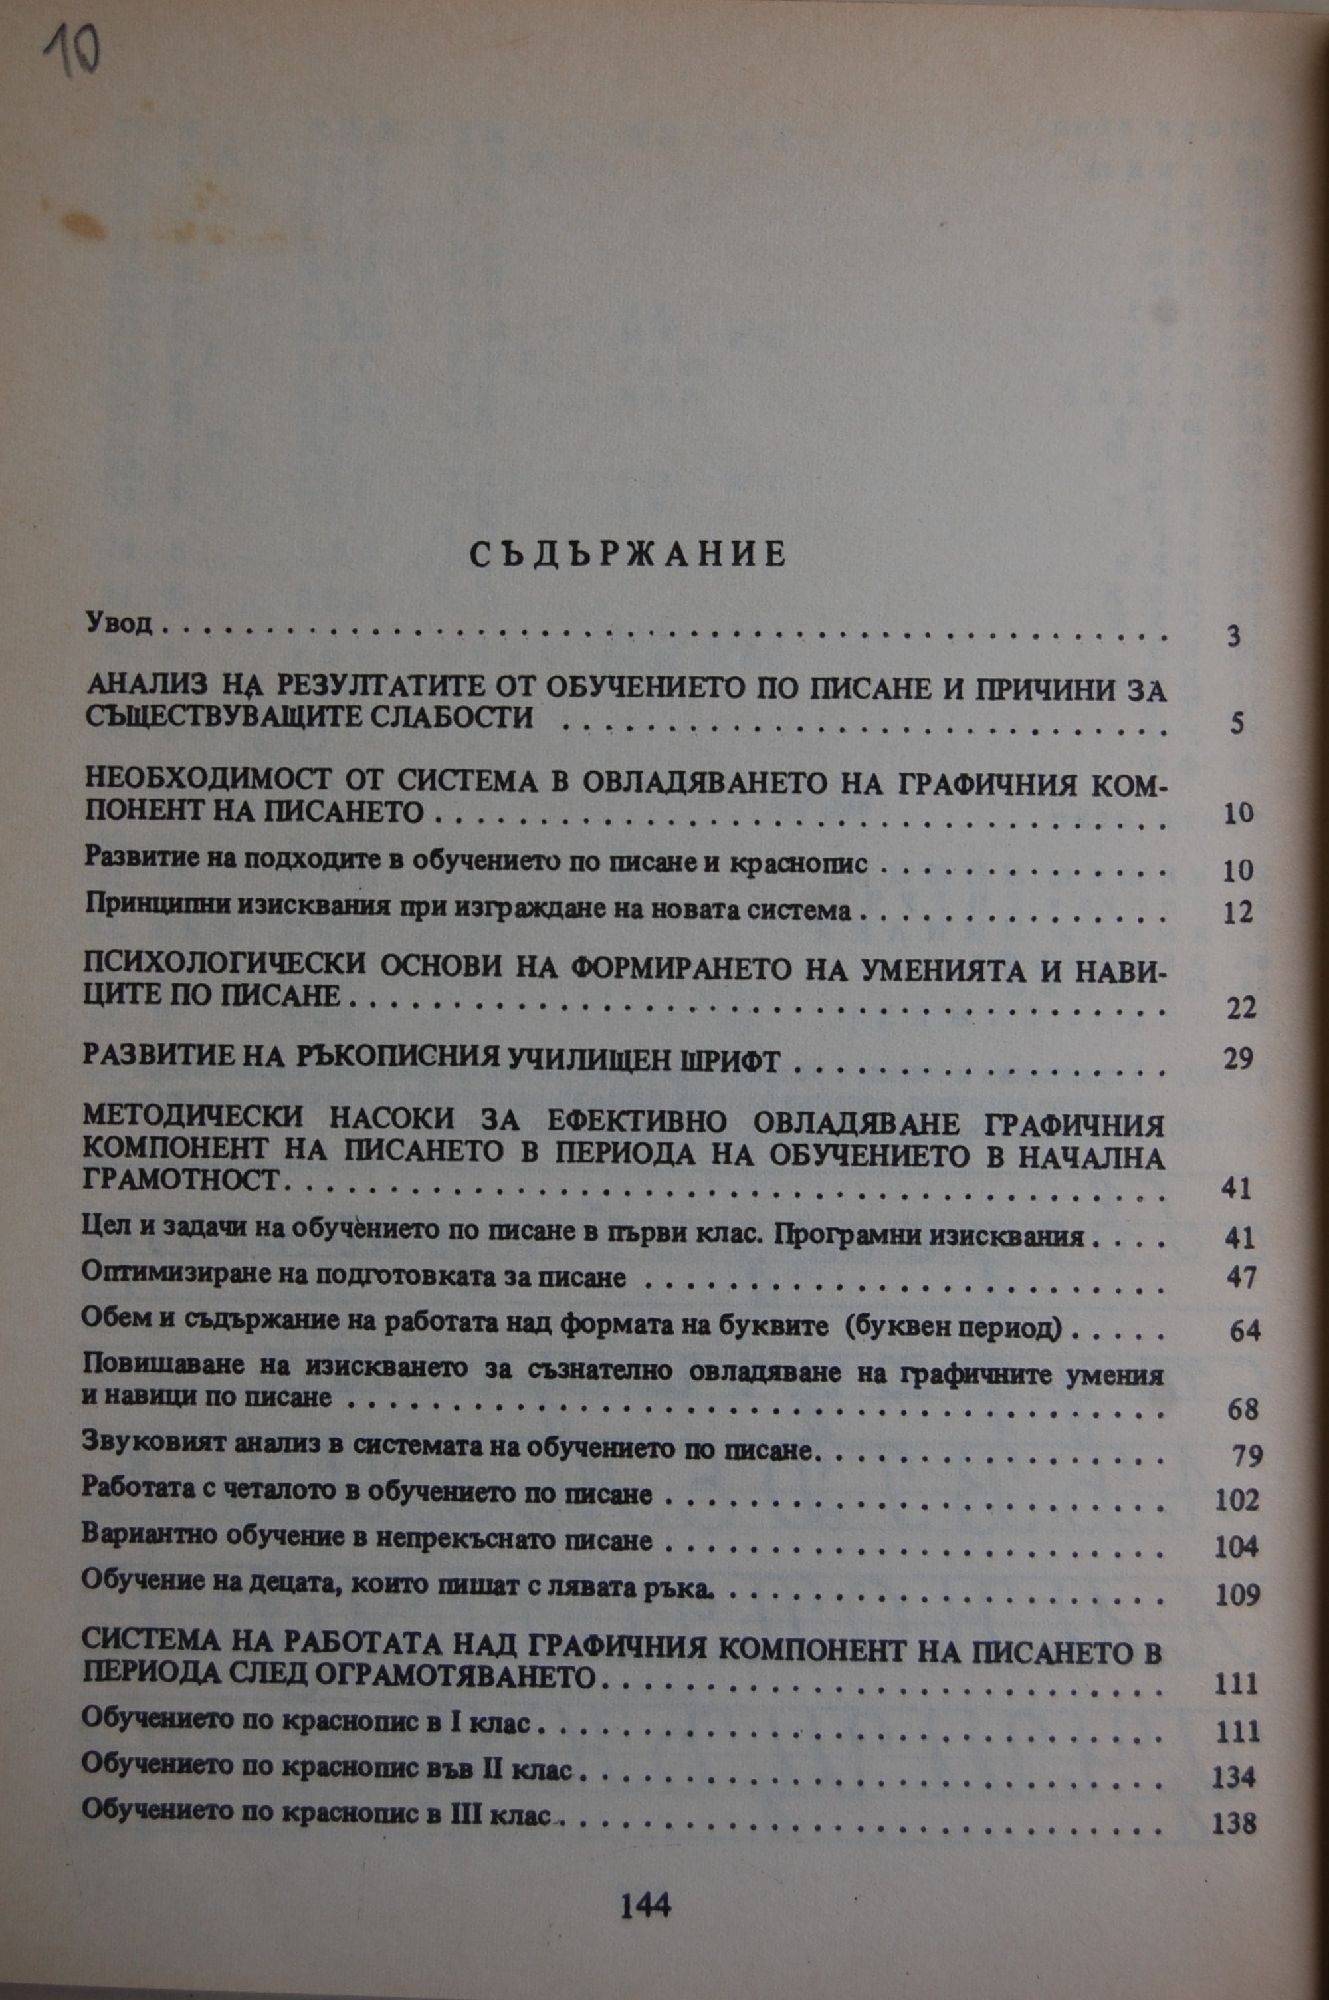 10
СЪДЪРЖАНИЕ
Увод . . . . . . . . . . . . . . . . . . . . 3
АНАЛИЗ НА РЕЗУЛТАТИТЕ ОТ ОБУЧЕНИЕТО ПО ПИСАНЕ И ПРИЧИНИ ЗА
СЪЩЕСТВУВАЩИТЕ СЛАБОСТИ . . . . . . . . . . 5
НЕОБХОДИМОСТ ОТ СИСТЕМА В ОВЛАДЯВАНЕТО НА ГРАФИЧНИЯ КОМ-
ПОНЕНТ НА ПИСАНЕТО . . . . . . . . . . 10
Развитие на подходите в обучението по писане и краснопис . . . . . . . . . . 10
Принципни изисквания при изграждане на новата система . . . . . . . . . . 12
ПСИХОЛОГИЧЕСКИ ОСНОВИ НА ФОРМИРАНЕТО НА УМЕНИЯТА И НАВИ-
ЦИТЕ ПО ПИСАНЕ . . . . . . . . . . 22
РАЗВИТИЕ НА РЪКОПИСНИЯ УЧИЛИЩЕН ШРИФТ . . . . . . . . . . 29
МЕТОДИЧЕСКИ НАСОКИ ЗА ЕФЕКТИВНО ОВЛАДЯВАНЕ ГРАФИЧНИЯ
КОМПОНЕНТ НА ПИСАНЕТО В ПЕРИОДА НА ОБУЧЕНИЕТО В НАЧАЛНА
ГРАМОТНОСТ . . . . . . . . . . 41
Цел и задачи на обучението по писане в първи клас. Програмни изисквания . . . . 41
Оптимизиране на подготовката за писане . . . . . . . . . . 47
Обем и съдържание на работата над формата на буквите (буквен период) . . . . . 64
Повишаване на изискването за съзнателно овладяване на графичните умения
и навици по писане . . . . . . . . . . 68
Звуковият анализ в системата на обучението по писане . . . . . . . . . . 79
Работата с четалото в обучението по писане . . . . . . . . . . 102
Вариантно обучение в непрекъснато писане . . . . . . . . . . 104
Обучение на децата, които пишат с лявата ръка . . . . . . . . . . 109
СИСТЕМА НА РАБОТАТА НАД ГРАФИЧНИЯ КОМПОНЕНТ НА ПИСАНЕТО В
ПЕРИОДА СЛЕД ОГРАМОТЯВАНЕТО . . . . . . . . . . 111
Обучението по краснопис в I клас . . . . . . . . . . 111
Обучението по краснопис във II клас . . . . . . . . . . 134
Обучението по краснопис в III клас . . . . . . . . . . 138
144